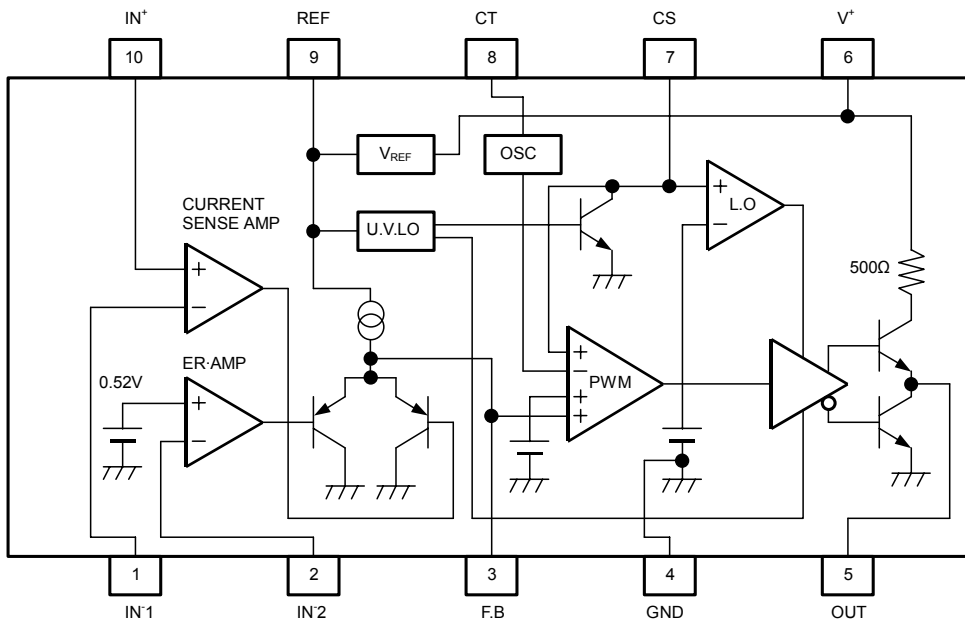 IN⁺ REF CT CS V⁺
10 9 8 7 6
V_REF OSC
CURRENT
SENSE AMP
U.V.LO
+
−
L.O
+
−
500Ω
ER·AMP
0.52V
+
−
+
−
+
+
PWM
1 2 3 4 5
IN⁻1 IN⁻2 F.B GND OUT